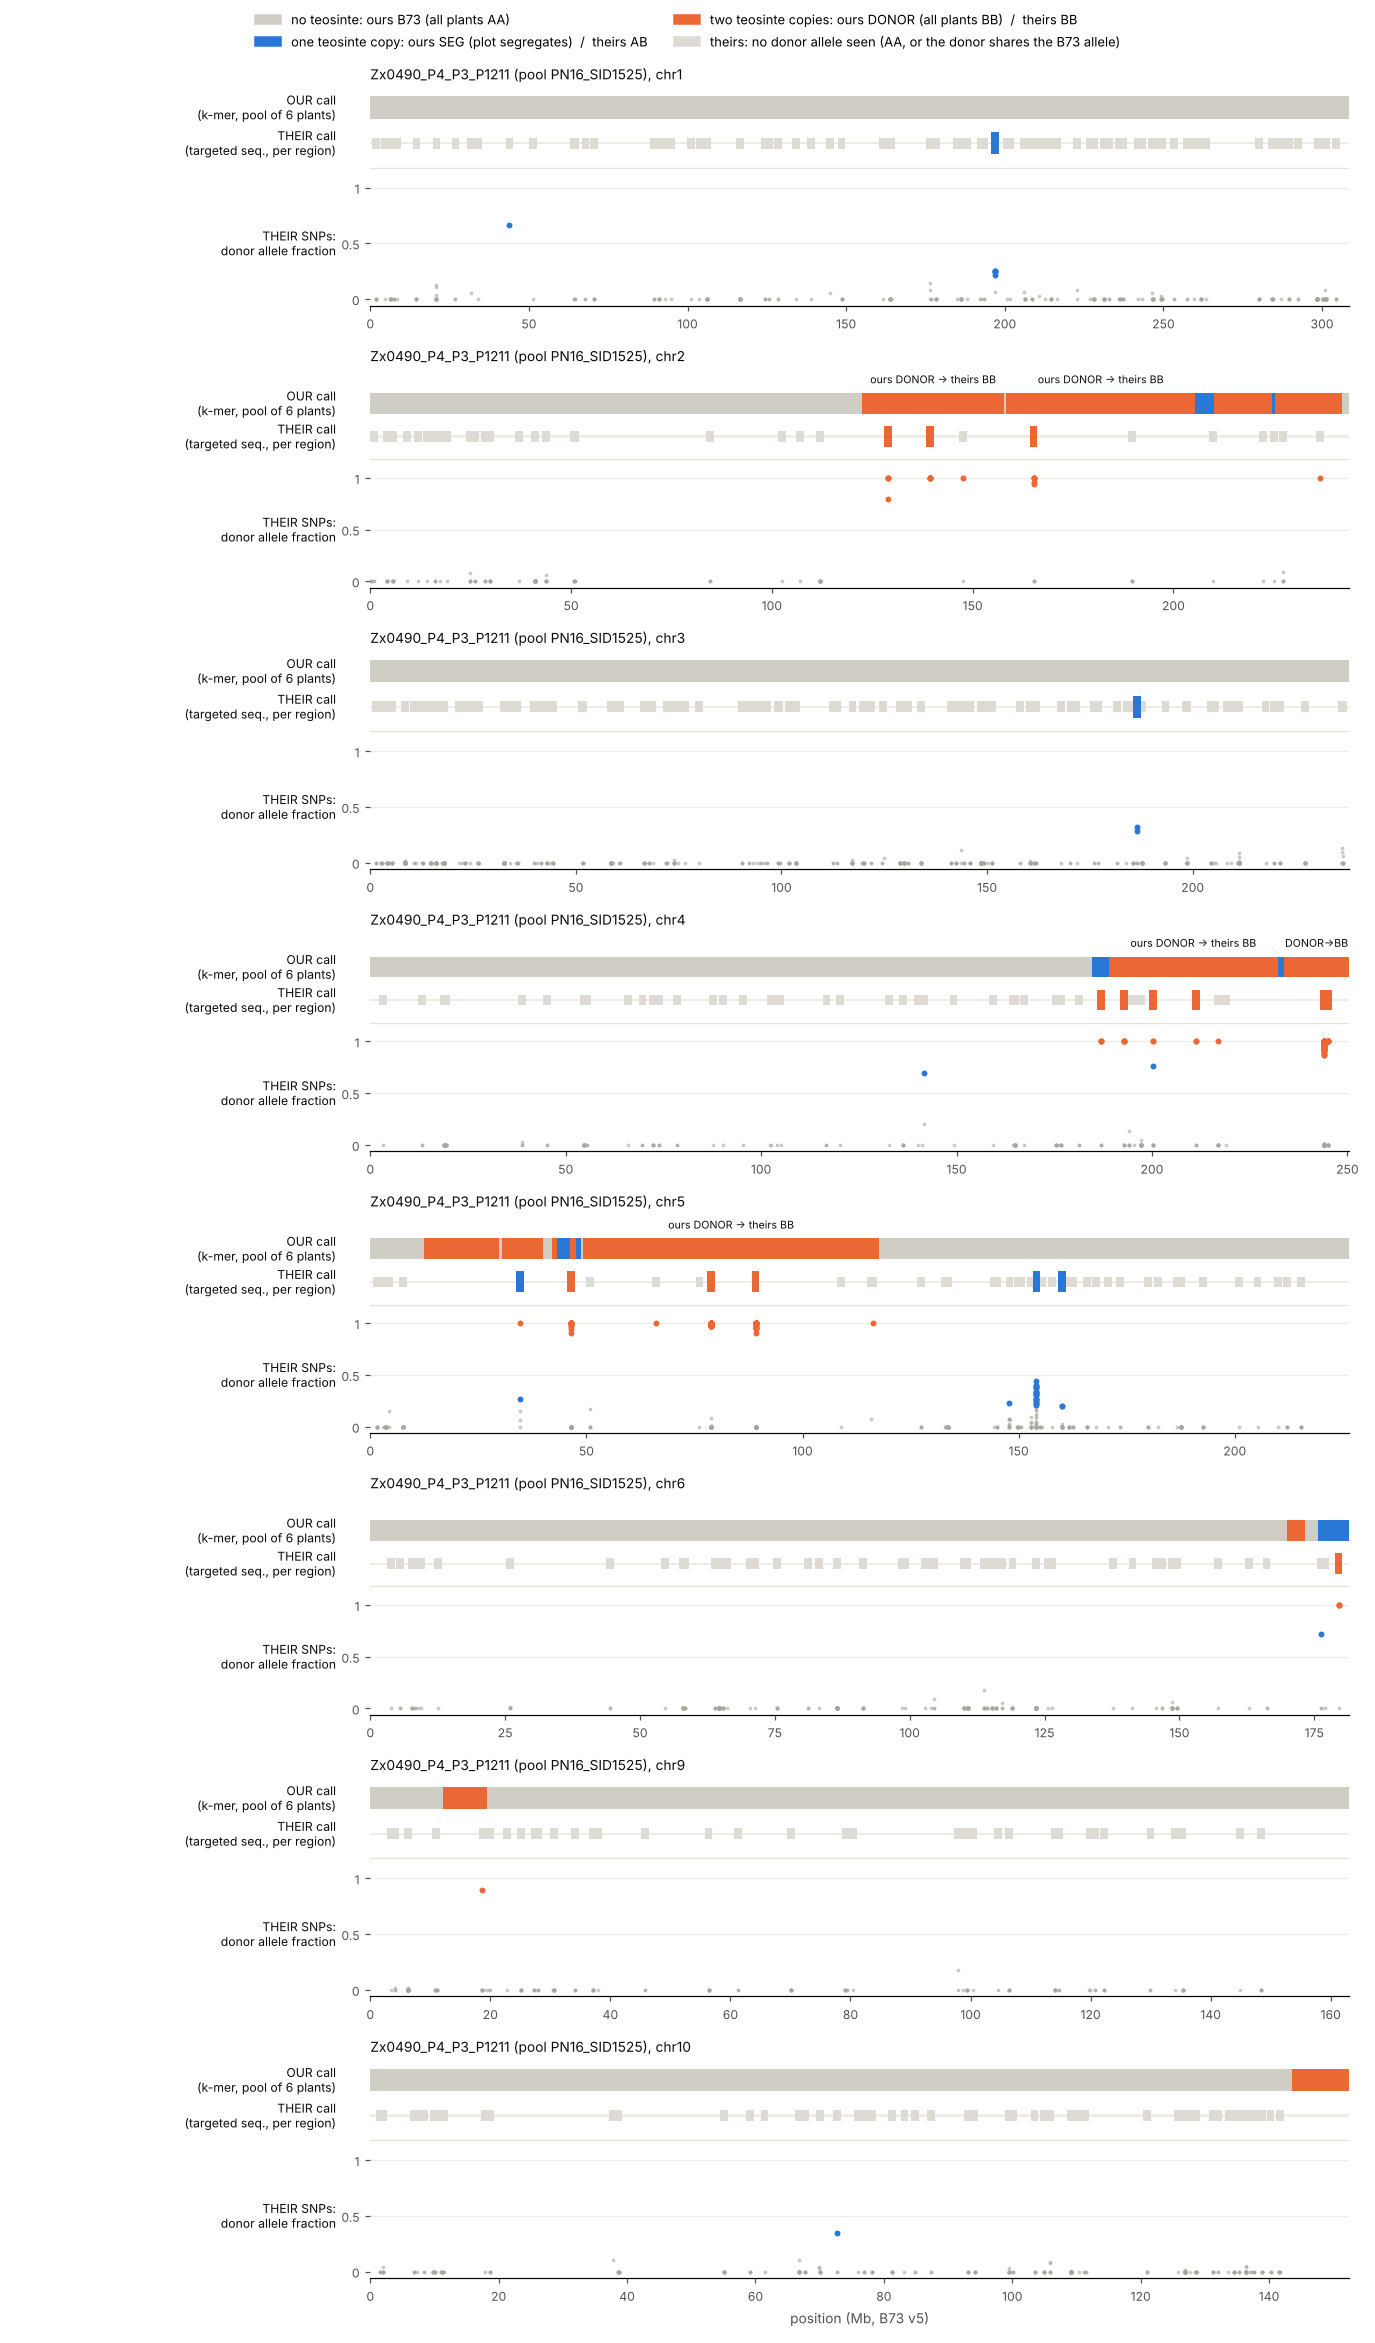 no teosinte: ours B73 (all plants AA)
two teosinte copies: ours DONOR (all plants BB) / theirs BB
one teosinte copy: ours SEG (plot segregates) / theirs AB
theirs: no donor allele seen (AA, or the donor shares the B73 allele)
Zx0490_P4_P3_P1211 (pool PN16_SID1525), chr1
OUR call
(k-mer, pool of 6 plants)
THEIR call
(targeted seq., per region)
1
THEIR SNPs:
donor allele fraction
0.5
0
0 50 100 150 200 250 300
Zx0490_P4_P3_P1211 (pool PN16_SID1525), chr2
ours DONOR → theirs BB ours DONOR → theirs BB
OUR call
(k-mer, pool of 6 plants)
THEIR call
(targeted seq., per region)
1
THEIR SNPs:
donor allele fraction
0.5
0
0 50 100 150 200
Zx0490_P4_P3_P1211 (pool PN16_SID1525), chr3
OUR call
(k-mer, pool of 6 plants)
THEIR call
(targeted seq., per region)
1
THEIR SNPs:
donor allele fraction
0.5
0
0 50 100 150 200
Zx0490_P4_P3_P1211 (pool PN16_SID1525), chr4
ours DONOR → theirs BB DONOR→BB
OUR call
(k-mer, pool of 6 plants)
THEIR call
(targeted seq., per region)
1
THEIR SNPs:
donor allele fraction
0.5
0
0 50 100 150 200 250
Zx0490_P4_P3_P1211 (pool PN16_SID1525), chr5
ours DONOR → theirs BB
OUR call
(k-mer, pool of 6 plants)
THEIR call
(targeted seq., per region)
1
THEIR SNPs:
donor allele fraction
0.5
0
0 50 100 150 200
Zx0490_P4_P3_P1211 (pool PN16_SID1525), chr6
OUR call
(k-mer, pool of 6 plants)
THEIR call
(targeted seq., per region)
1
THEIR SNPs:
donor allele fraction
0.5
0
0 25 50 75 100 125 150 175
Zx0490_P4_P3_P1211 (pool PN16_SID1525), chr9
OUR call
(k-mer, pool of 6 plants)
THEIR call
(targeted seq., per region)
1
THEIR SNPs:
donor allele fraction
0.5
0
0 20 40 60 80 100 120 140 160
Zx0490_P4_P3_P1211 (pool PN16_SID1525), chr10
OUR call
(k-mer, pool of 6 plants)
THEIR call
(targeted seq., per region)
1
THEIR SNPs:
donor allele fraction
0.5
0
0 20 40 60 80 100 120 140
position (Mb, B73 v5)